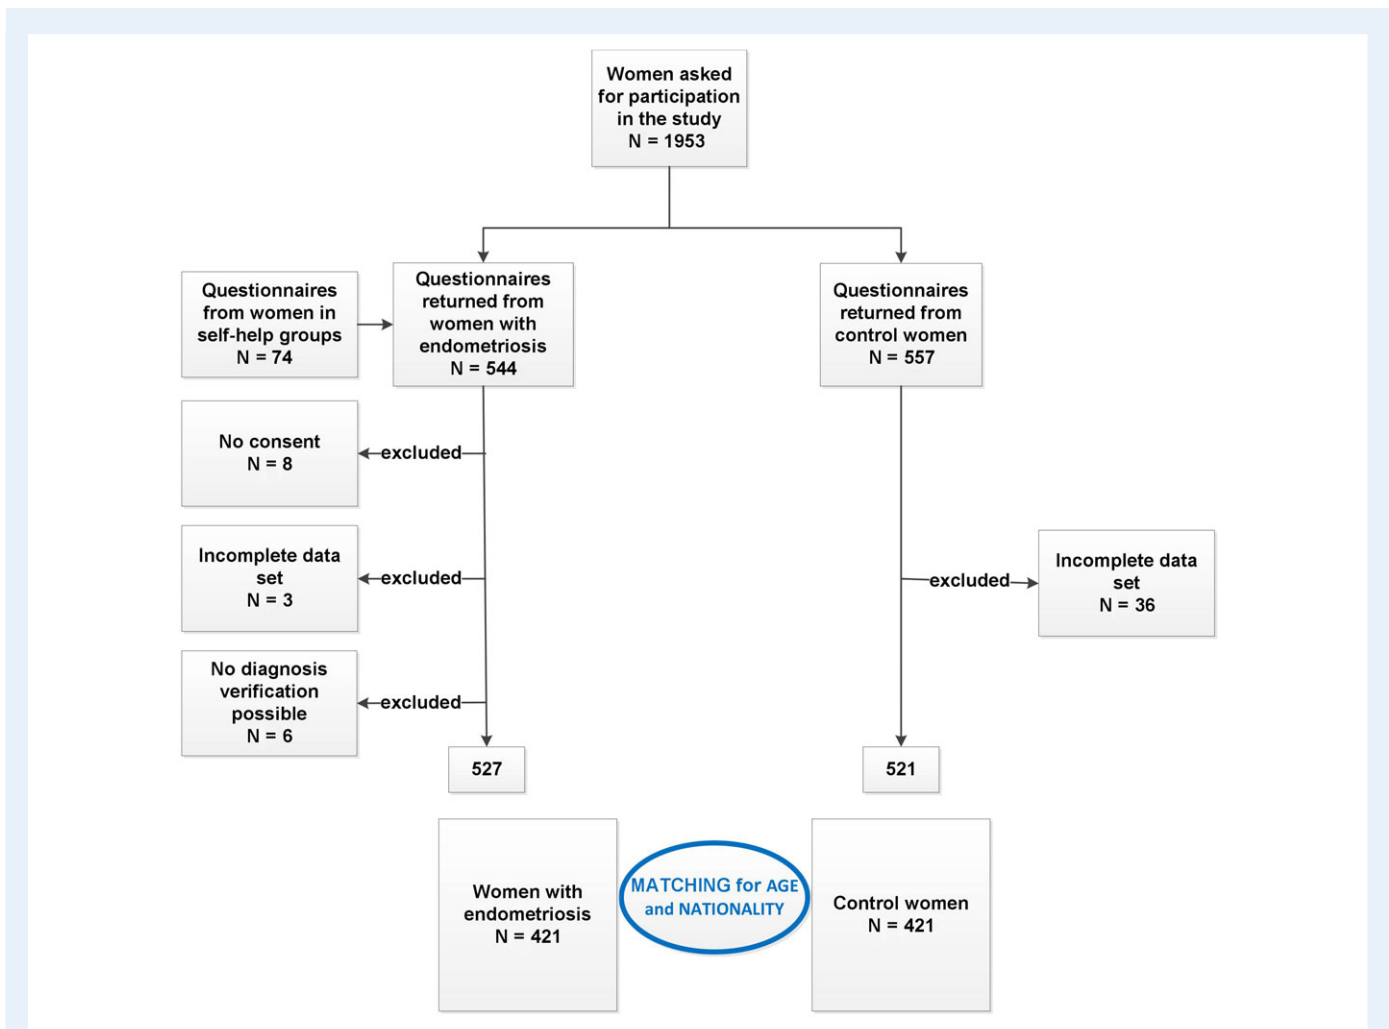 Women asked
for participation
in the study
N = 1953
Questionnaires
from women in
self-help groups
N = 74
Questionnaires
returned from
women with
endometriosis
N = 544
Questionnaires
returned from
control women
N = 557
No consent
N = 8
excluded
Incomplete data
set
N = 3
excluded
excluded
Incomplete data
set
N = 36
No diagnosis
verification
possible
N = 6
excluded
527
521
Women with
endometriosis
N = 421
MATCHING for AGE
and NATIONALITY
Control women
N = 421